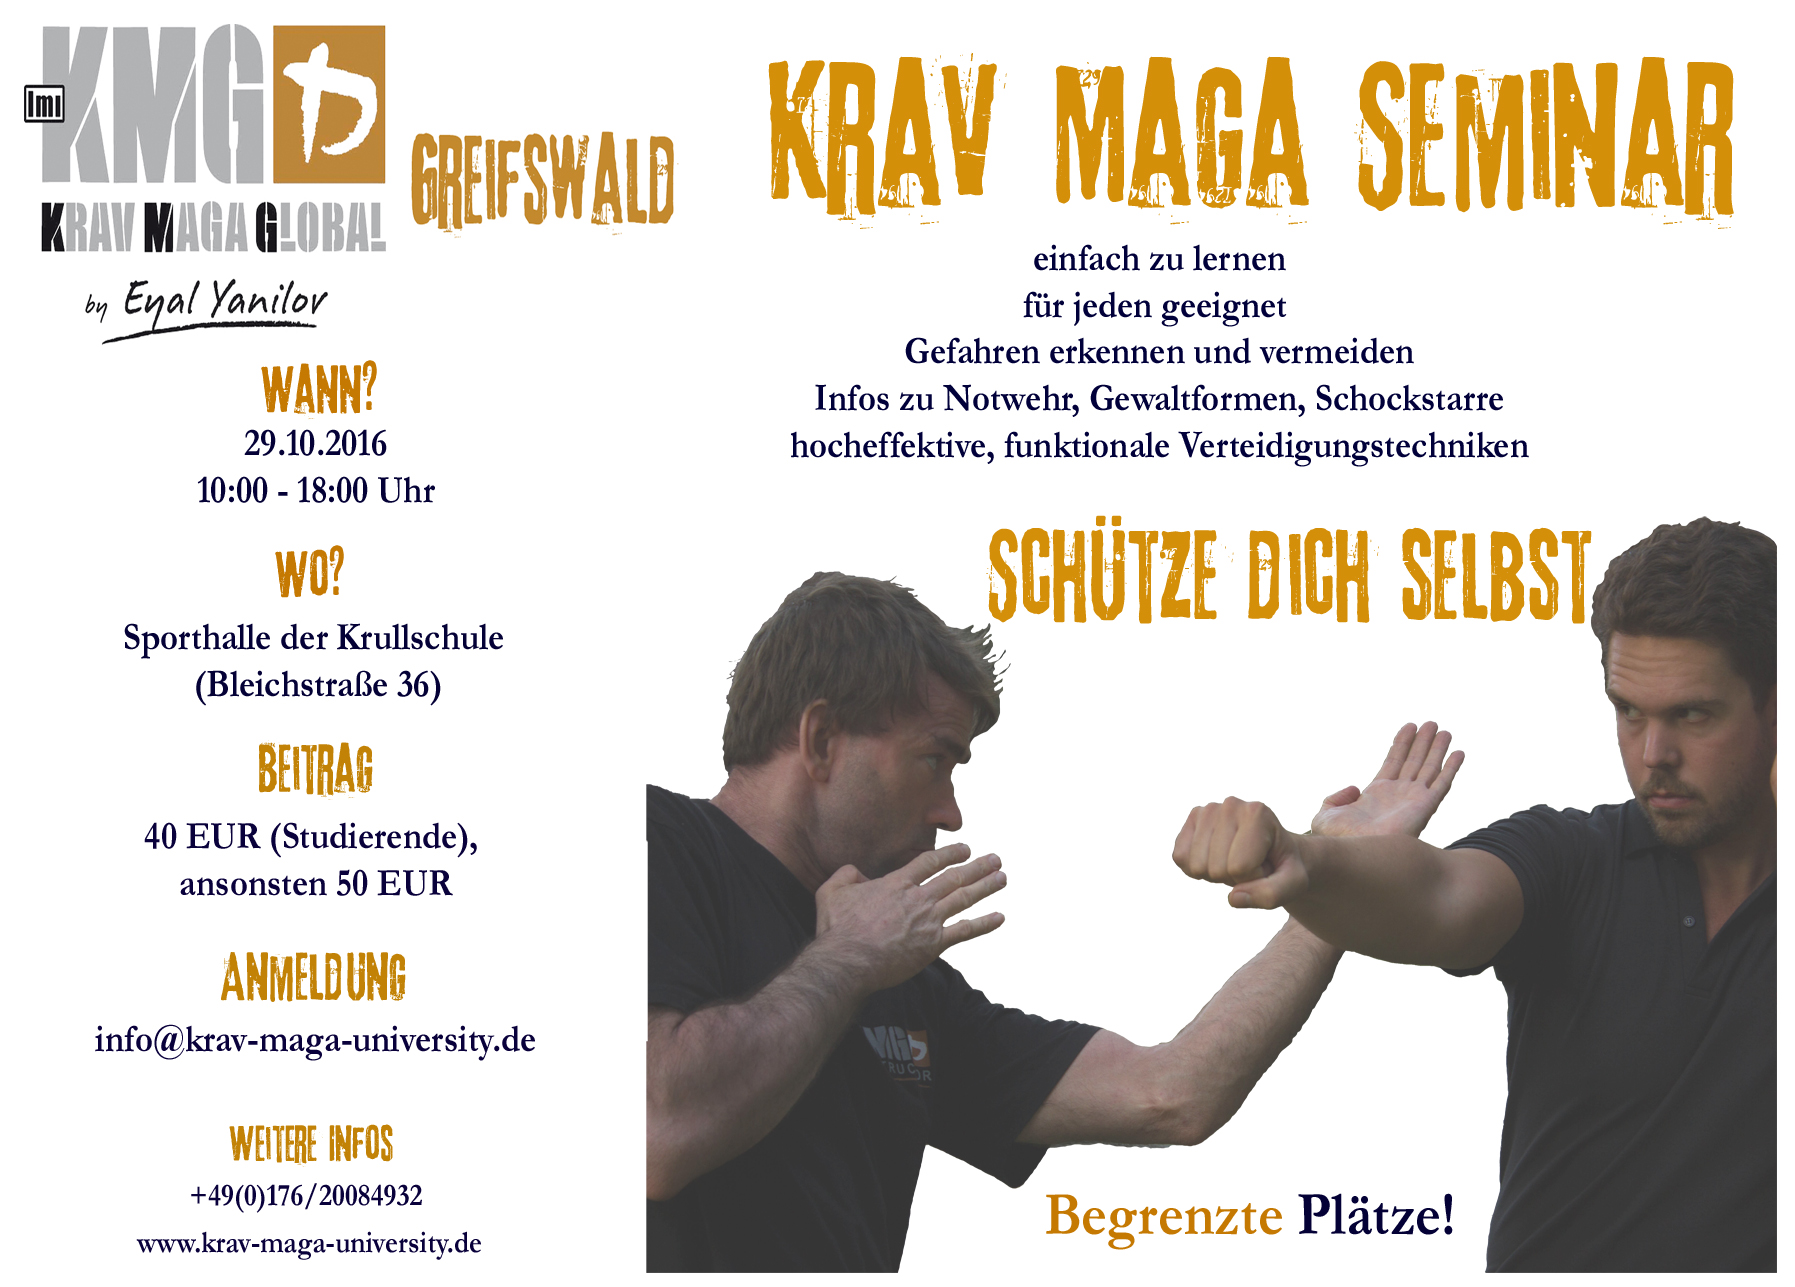 Imi
KMG
KRAV MAGA GLOBAL
by Eyal Yanilov
GREIFSWALD
WANN?
29.10.2016
10:00 - 18:00 Uhr
WO?
Sporthalle der Krullschule
(Bleichstraße 36)
BEITRAG
40 EUR (Studierende),
ansonsten 50 EUR
ANMELDUNG
info@krav-maga-university.de
WEITERE INFOS
+49(0)176/20084932
www.krav-maga-university.de
KRAV MAGA SEMINAR
einfach zu lernen
für jeden geeignet
Gefahren erkennen und vermeiden
Infos zu Notwehr, Gewaltformen, Schockstarre
hocheffektive, funktionale Verteidigungstechniken
SCHÜTZE DICH SELBST
KMG
Begrenzte Plätze!